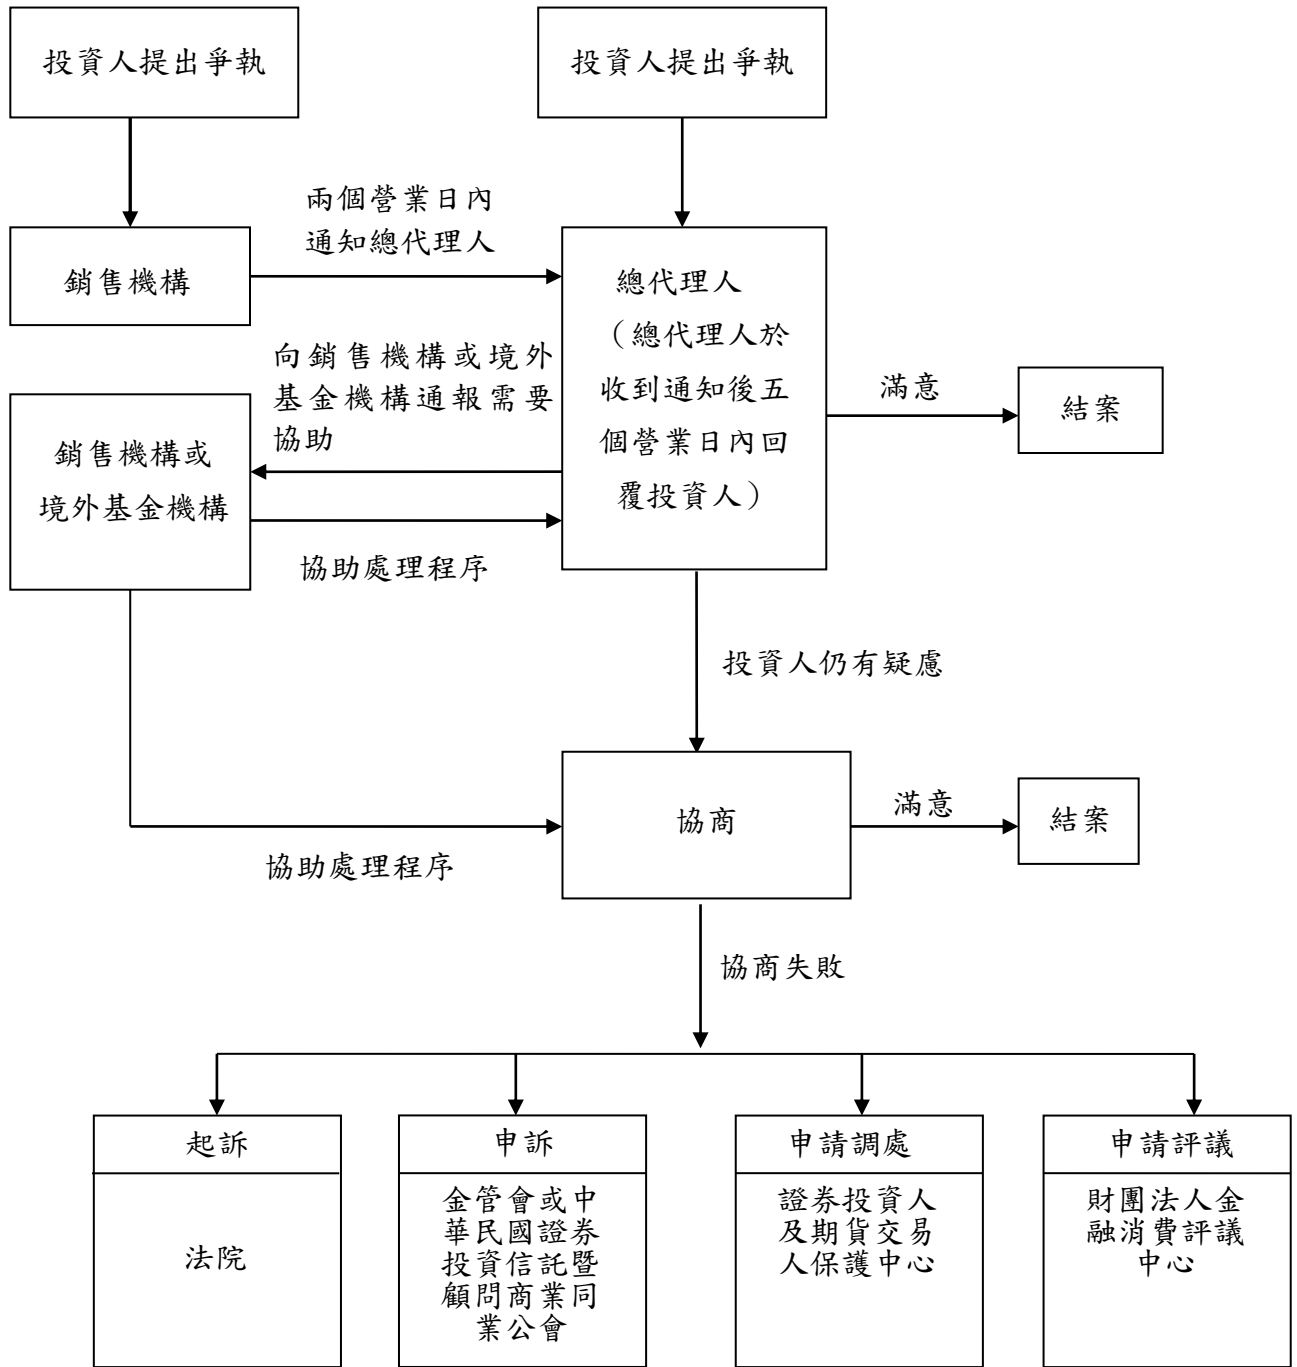 投資人提出爭執
投資人提出爭執
兩個營業日內
通知總代理人
銷售機構
總代理人
（總代理人於
收到通知後五
個營業日內回
覆投資人）
向銷售機構或境外
基金機構通報需要
協助
滿意
結案
銷售機構或
境外基金機構
協助處理程序
投資人仍有疑慮
協商
滿意
結案
協助處理程序
協商失敗
起訴
法院
申訴
金管會或中
華民國證券
投資信託暨
顧問商業同
業公會
申請調處
證券投資人
及期貨交易
人保護中心
申請評議
財團法人金
融消費評議
中心